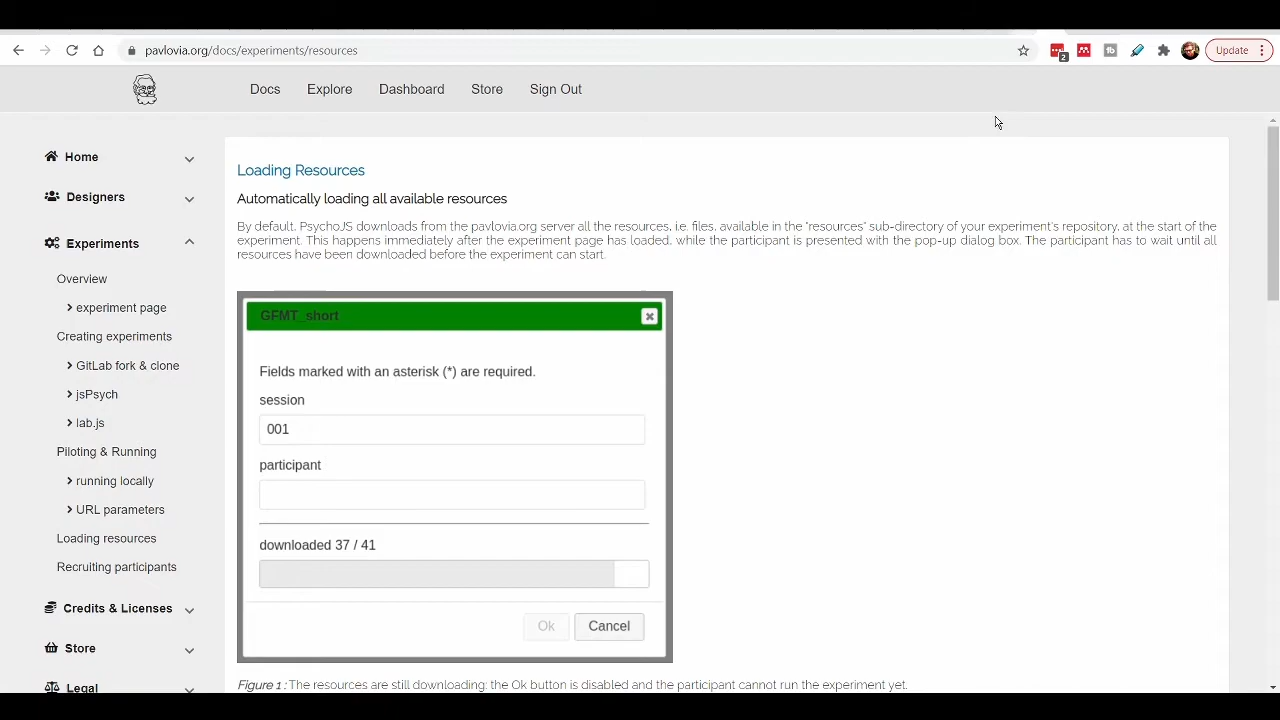 pavlovia.org/docs/experiments/resources
2
Update
Docs
Explore
Dashboard
Store
Sign Out
Home
Designers
Experiments
Overview
experiment page
Creating experiments
GitLab fork & clone
jsPsych
lab.js
Piloting & Running
running locally
URL parameters
Loading resources
Recruiting participants
Credits & Licenses
Store
Legal
Loading Resources
Automatically loading all available resources
By default, PsychoJS downloads from the pavlovia.org server all the resources, i.e. files, available in the "resources" sub-directory of your experiment's repository, at the start of the
experiment. This happens immediately after the experiment page has loaded, while the participant is presented with the pop-up dialog box. The participant has to wait until all
resources have been downloaded before the experiment can start.
GFMT_short
Fields marked with an asterisk (*) are required.
session
001
participant
downloaded 37 / 41
Ok
Cancel
Figure 1 : The resources are still downloading: the Ok button is disabled and the participant cannot run the experiment yet.